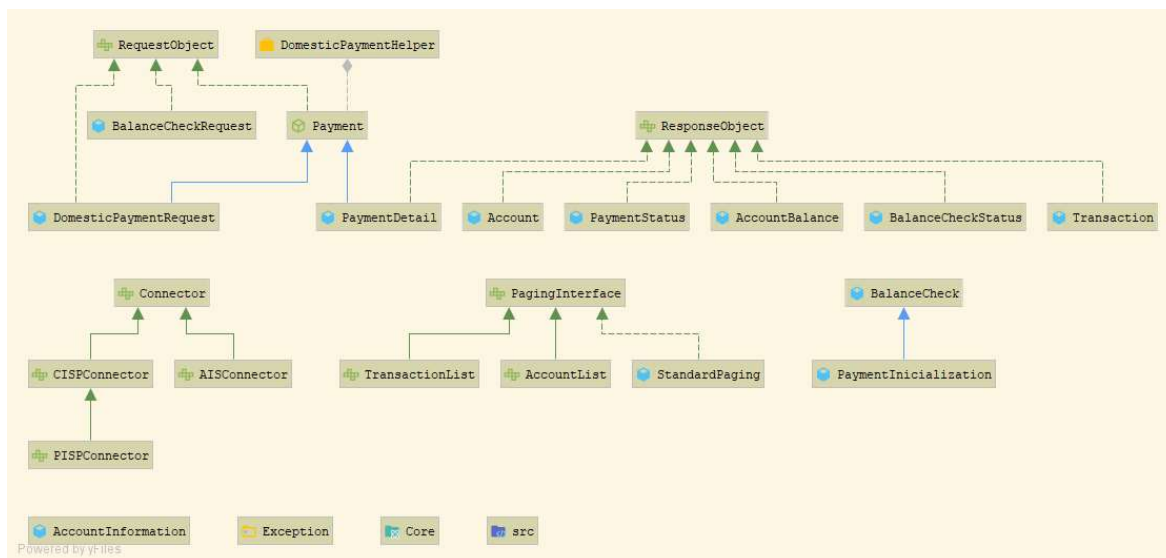 RequestObject
DomesticPaymentHelper
BalanceCheckRequest
Payment
ResponseObject
DomesticPaymentRequest
PaymentDetail
Account
PaymentStatus
AccountBalance
BalanceCheckStatus
Transaction
Connector
PagingInterface
BalanceCheck
CISPConnector
AISConnector
TransactionList
AccountList
StandardPaging
PaymentInicialization
PISPConnector
AccountInformation
Exception
Core
src
Powered by yFiles